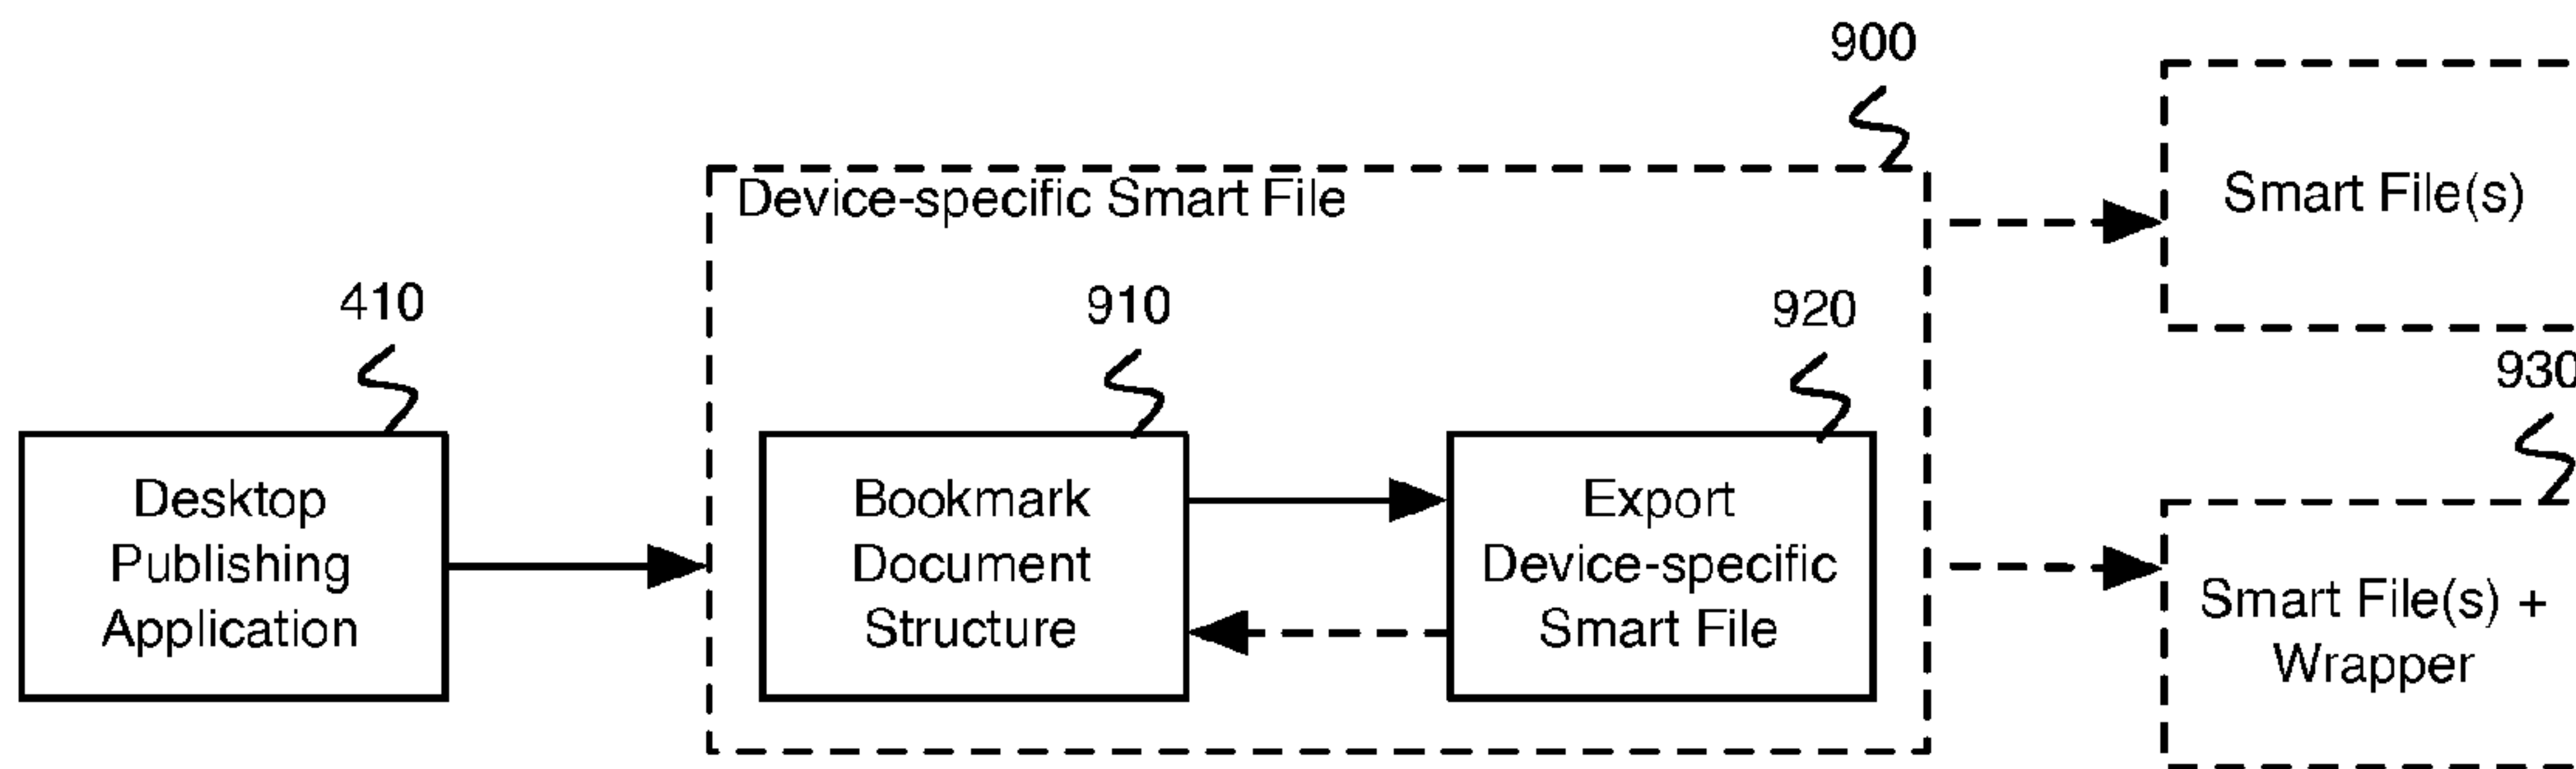 900
Device-specific Smart File
Smart File(s)
410
910
920
930
Desktop
Publishing
Application
Bookmark
Document
Structure
Export
Device-specific
Smart File
Smart File(s) +
Wrapper